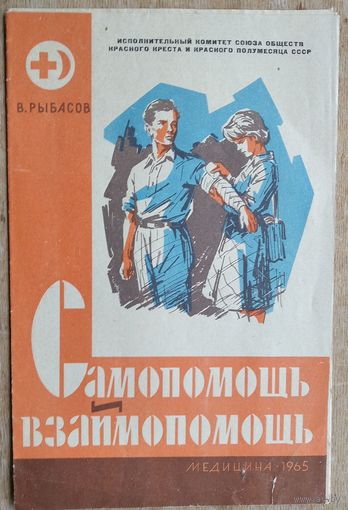 ИСПОЛНИТЕЛЬНЫЙ КОМИТЕТ СОЮЗА ОБЩЕСТВ
КРАСНОГО КРЕСТА И КРАСНОГО ПОЛУМЕСЯЦА СССР
В. РЫБАСОВ
САМОПОМОЩЬ
И
ВЗАИМОПОМОЩЬ
МЕДИЦИНА · 1965